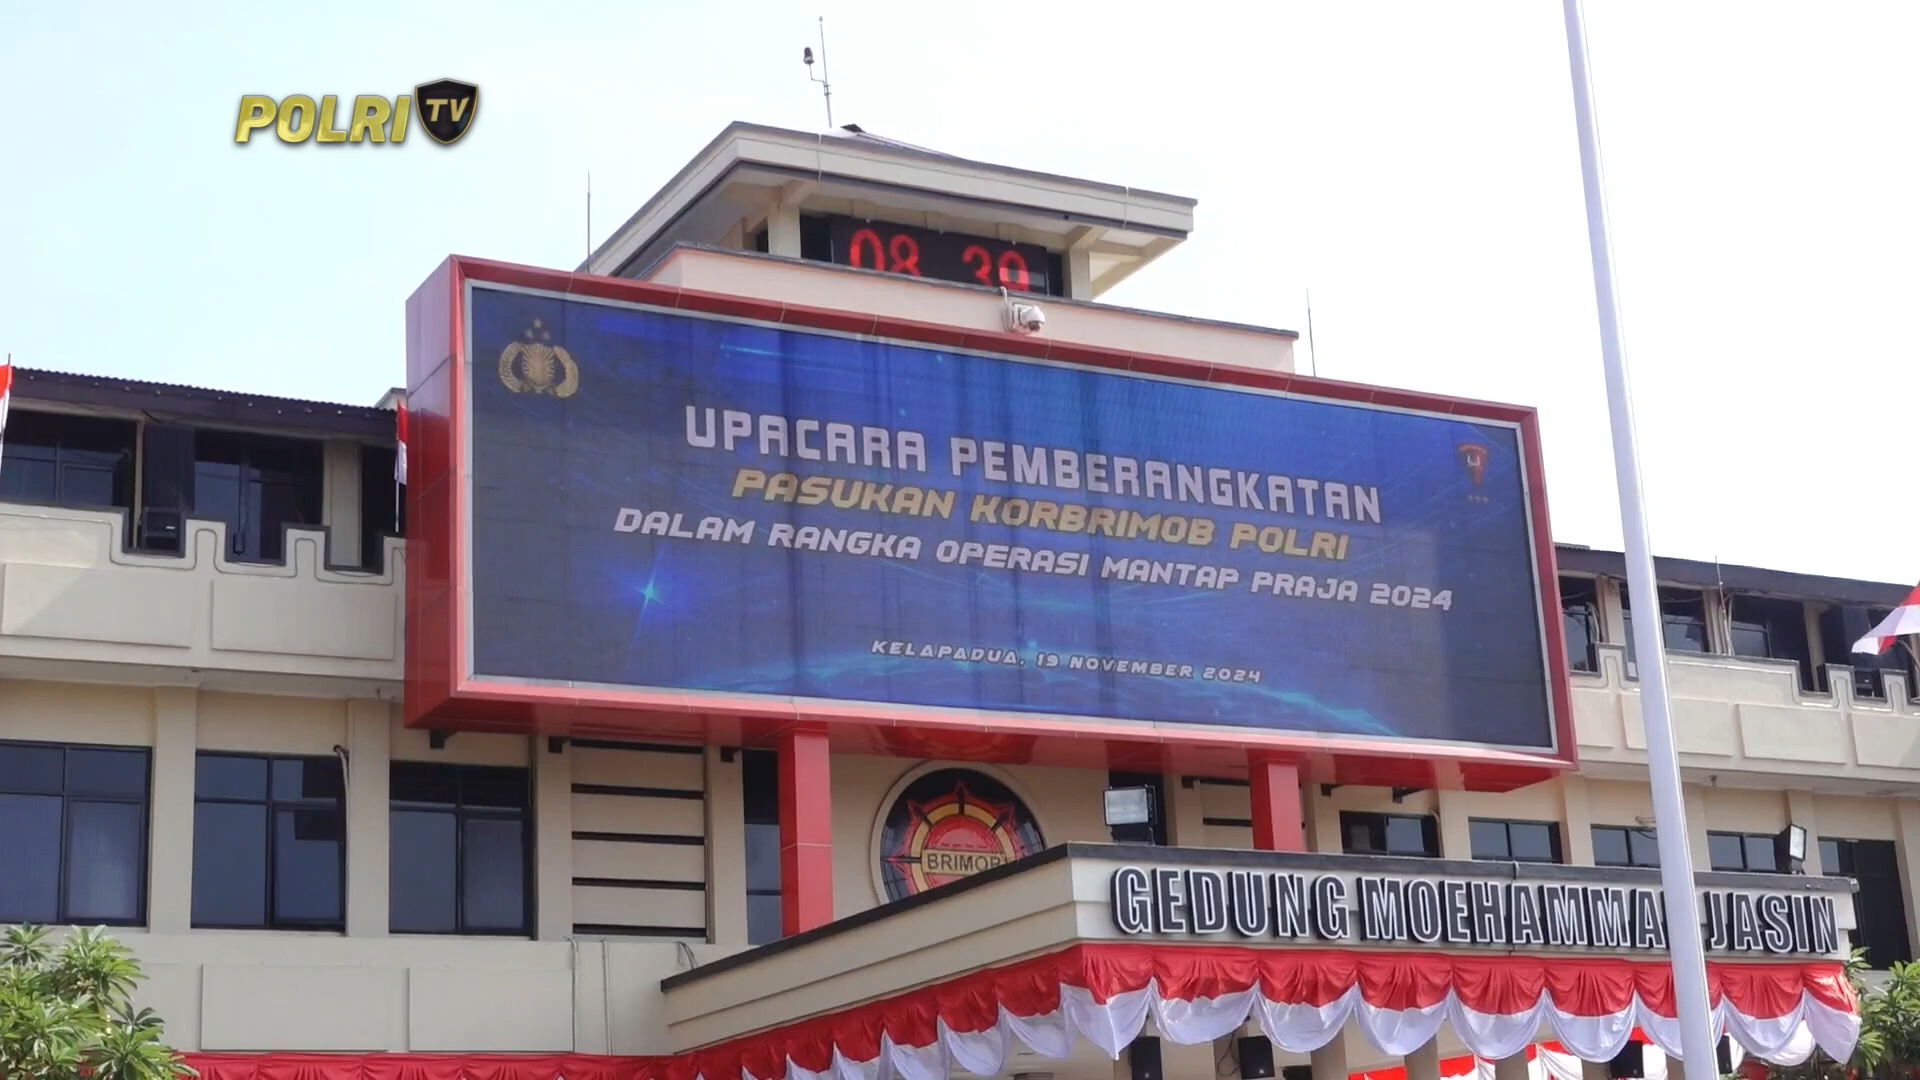 POLRI TV
08 39
UPACARA PEMBERANGKATAN
PASUKAN KORBRIMOB POLRI
DALAM RANGKA OPERASI MANTAP PRAJA 2024
KELAPADUA, 19 NOVEMBER 2024
BRIMOB
GEDUNG MOEHAMMAD JASIN